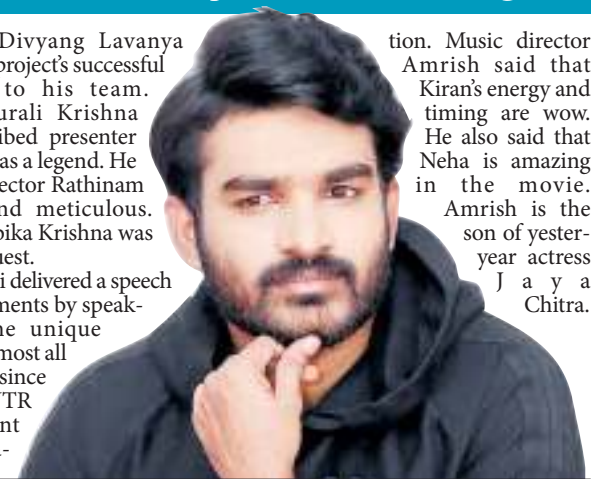 Divyang Lavanya
project's successful
to his team.
urali Krishna
ibed presenter
as a legend. He
ector Rathinam
nd meticulous.
pika Krishna was
uest.
i delivered a speech
ments by speak-
ne unique
most all
since
NTR
nt
tion. Music director
Amrish said that
Kiran's energy and
timing are wow.
He also said that
Neha is amazing
in the movie.
Amrish is the
son of yester-
year actress
Jaya
Chitra.